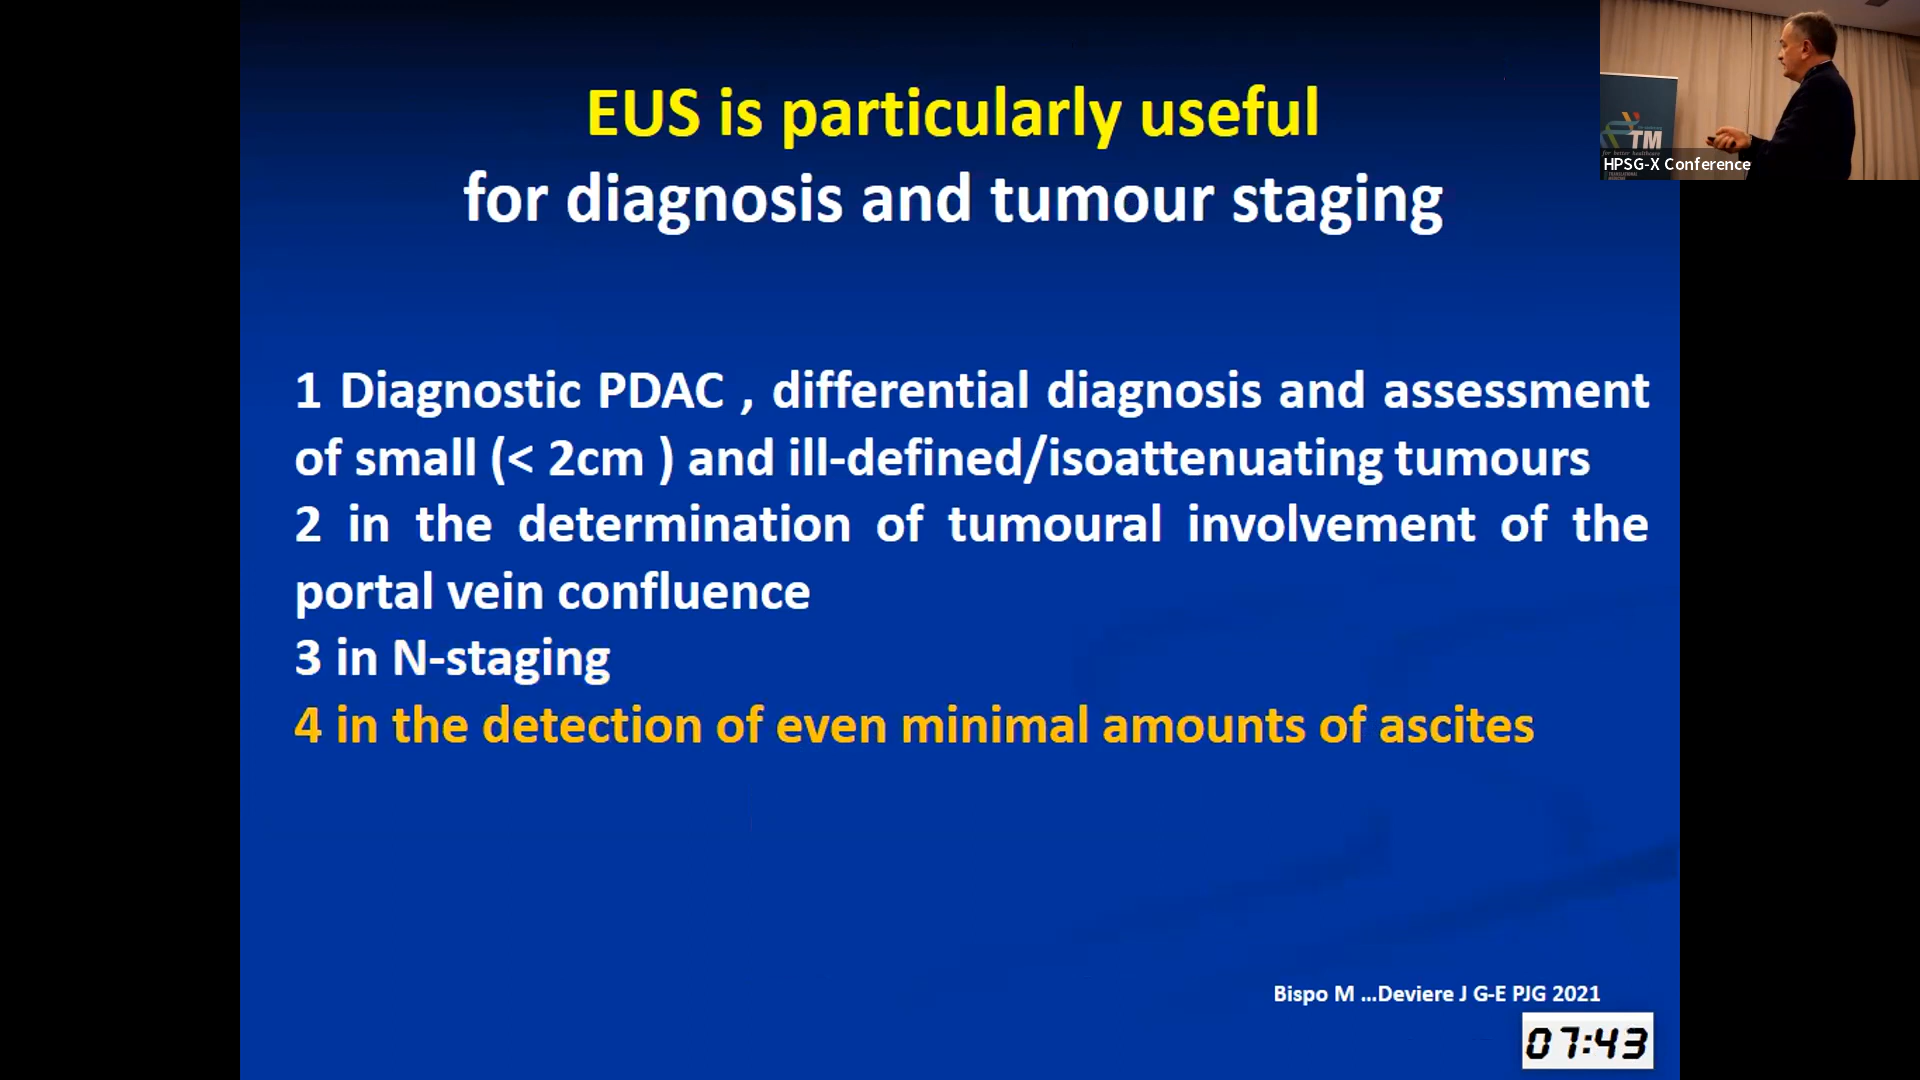 EUS is particularly useful
for diagnosis and tumour staging
1 Diagnostic PDAC , differential diagnosis and assessment
of small (< 2cm ) and ill-defined/isoattenuating tumours
2 in the determination of tumoural involvement of the
portal vein confluence
3 in N-staging
4 in the detection of even minimal amounts of ascites
Bispo M ...Deviere J G-E PJG 2021
07:43
TM
for better healthcare
HPSG-X Conference